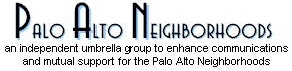 PALO ALTO NEIGHBORHOODS
an independent umbrella group to enhance communications
and mutual support for the Palo Alto Neighborhoods